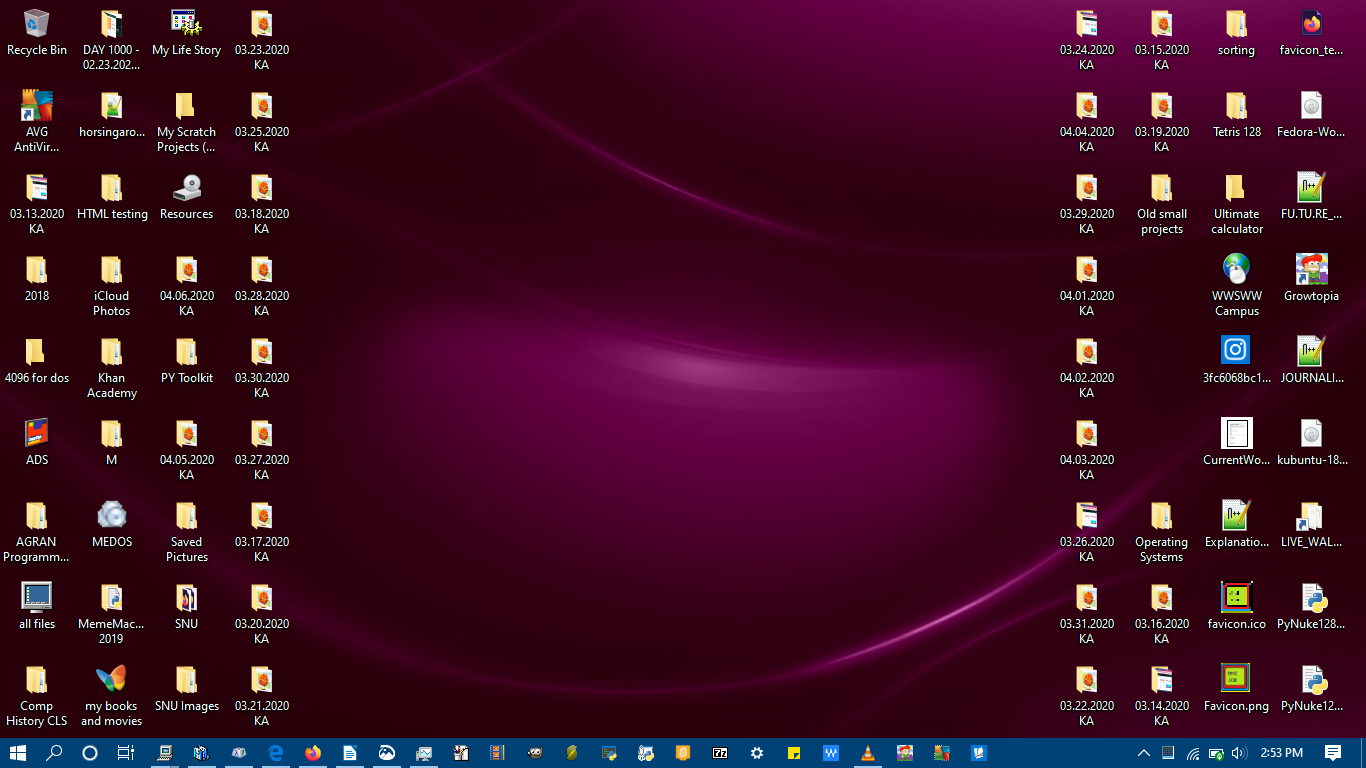 Recycle Bin
DAY 1000 -
02.23.202...
My Life Story
03.23.2020
KA
03.24.2020
KA
03.15.2020
KA
sorting
favicon_te...
AVG
AntiVir...
horsingaro...
My Scratch
Projects (...
03.25.2020
KA
04.04.2020
KA
03.19.2020
KA
Tetris 128
Fedora-Wo...
03.13.2020
KA
HTML testing
Resources
03.18.2020
KA
03.29.2020
KA
Old small
projects
Ultimate
calculator
FU.TU.RE_...
2018
iCloud
Photos
04.06.2020
KA
03.28.2020
KA
04.01.2020
KA
WWSWW
Campus
Growtopia
4096 for dos
Khan
Academy
PY Toolkit
03.30.2020
KA
04.02.2020
KA
3fc6068bc1...
JOURNALI...
ADS
M
04.05.2020
KA
03.27.2020
KA
04.03.2020
KA
CurrentWo...
kubuntu-18...
AGRAN
Programm...
MEDOS
Saved
Pictures
03.17.2020
KA
03.26.2020
KA
Operating
Systems
Explanatio...
LIVE_WAL...
all files
MemeMac...
2019
SNU
03.20.2020
KA
03.31.2020
KA
03.16.2020
KA
favicon.ico
PyNuke128...
Comp
History CLS
my books
and movies
SNU Images
03.21.2020
KA
03.22.2020
KA
03.14.2020
KA
Favicon.png
PyNuke12...
2:53 PM